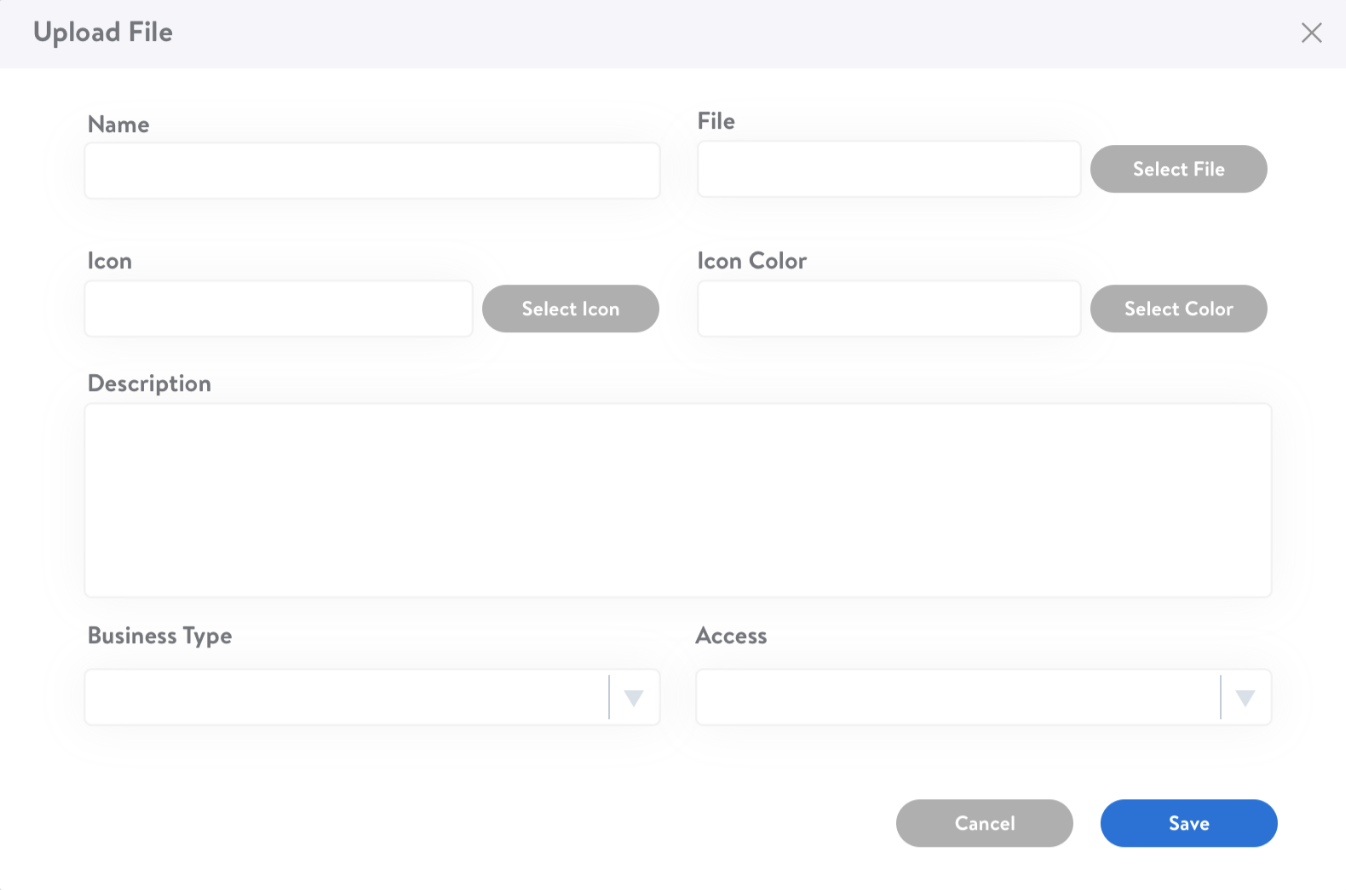 Upload File
Name
File
Select File
Icon
Select Icon
Icon Color
Select Color
Description
Business Type
Access
Cancel
Save